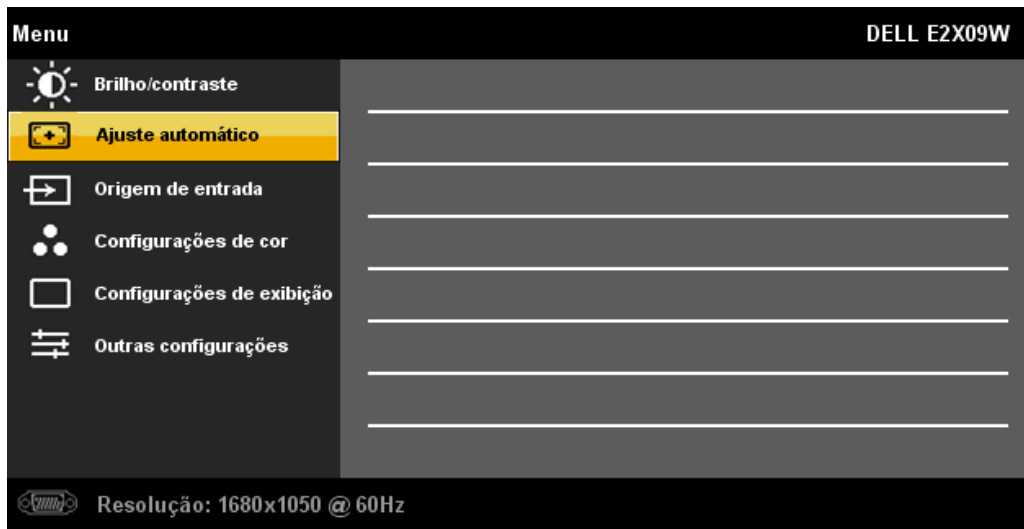 Menu
DELL E2X09W
Brilho/contraste
Ajuste automático
Origem de entrada
Configurações de cor
Configurações de exibição
Outras configurações
Resolução: 1680x1050 @ 60Hz